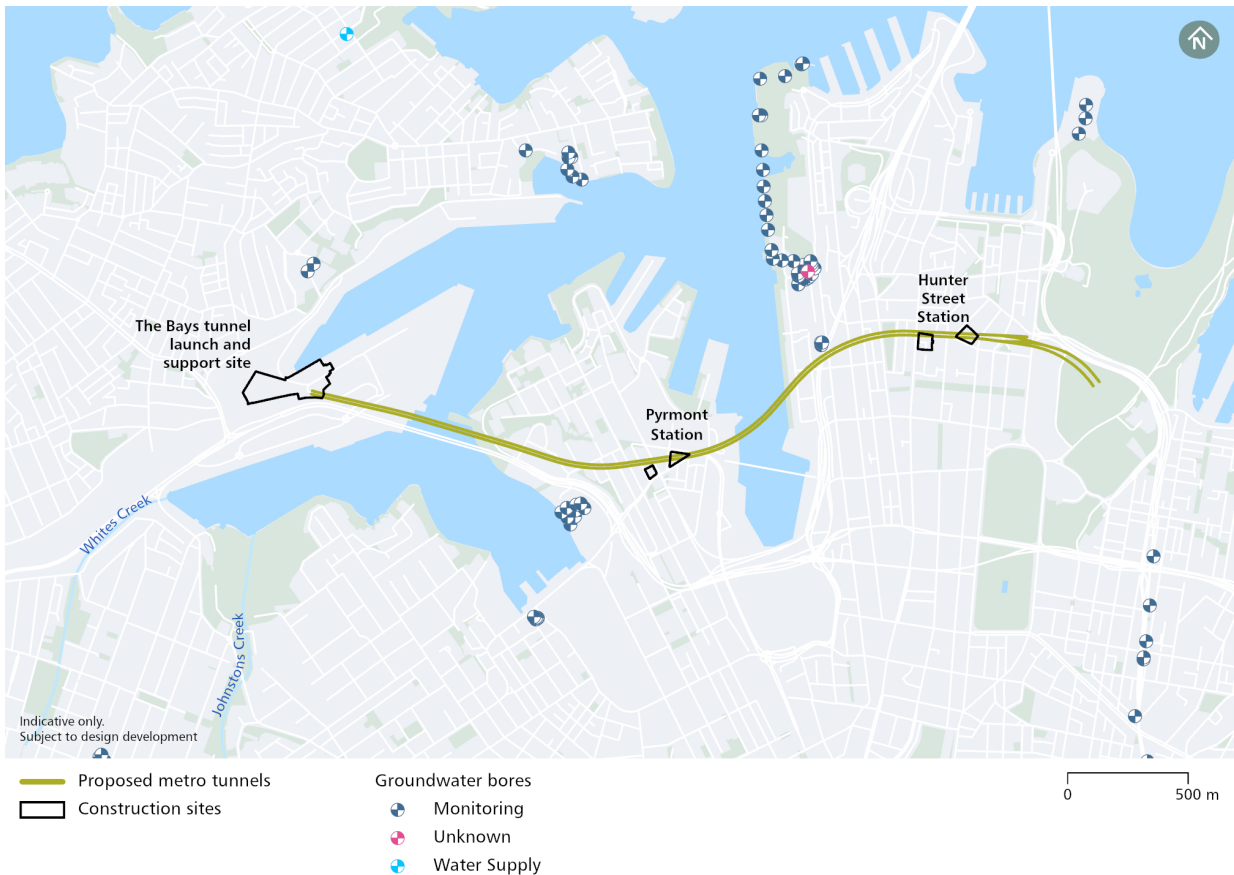 N
Hunter
Street
Station
The Bays tunnel
launch and
support site
Pyrmont
Station
Whites Creek
Johnstons Creek
Indicative only.
Subject to design development
Proposed metro tunnels
Construction sites
Groundwater bores
Monitoring
Unknown
Water Supply
0 500 m